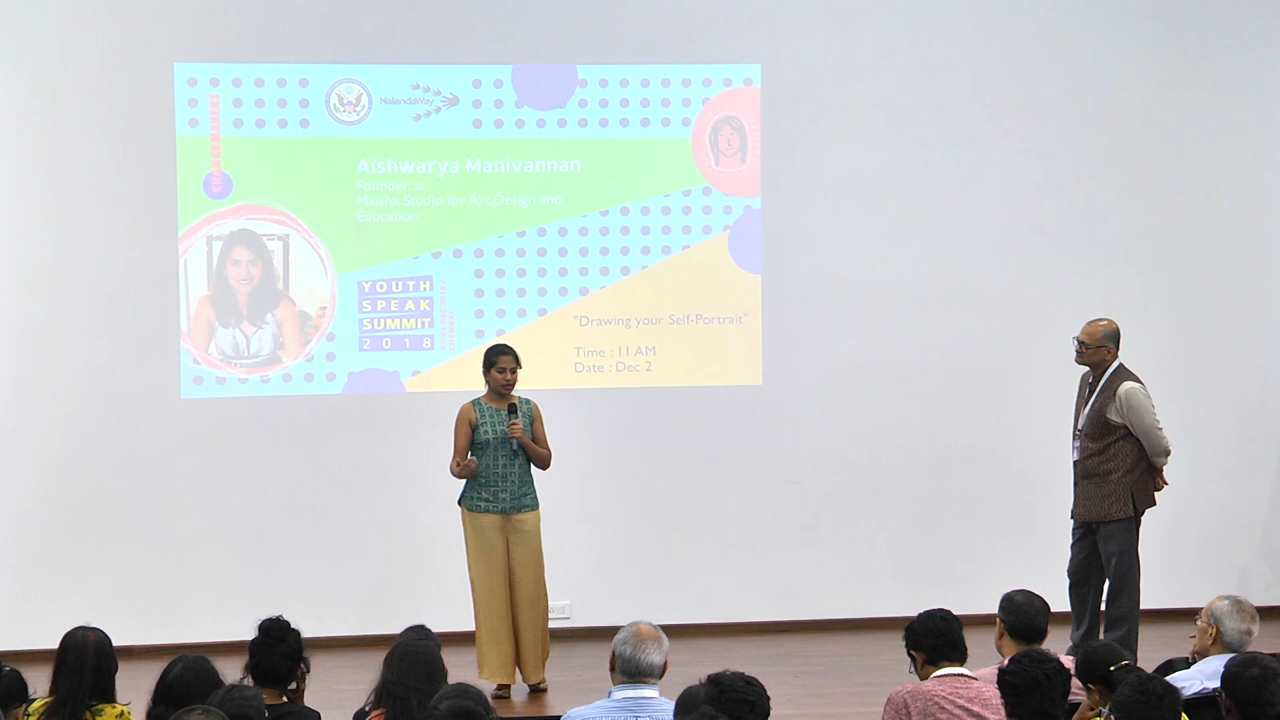 NalandaWay
CHANGEMAKERS
Aishwarya Manivannan
Founder at
Maisha Studio for Art,Design and
Education
YOUTH
SPEAK
SUMMIT
2018
"Drawing your Self-Portrait"
Time : 11 AM
Date : Dec 2